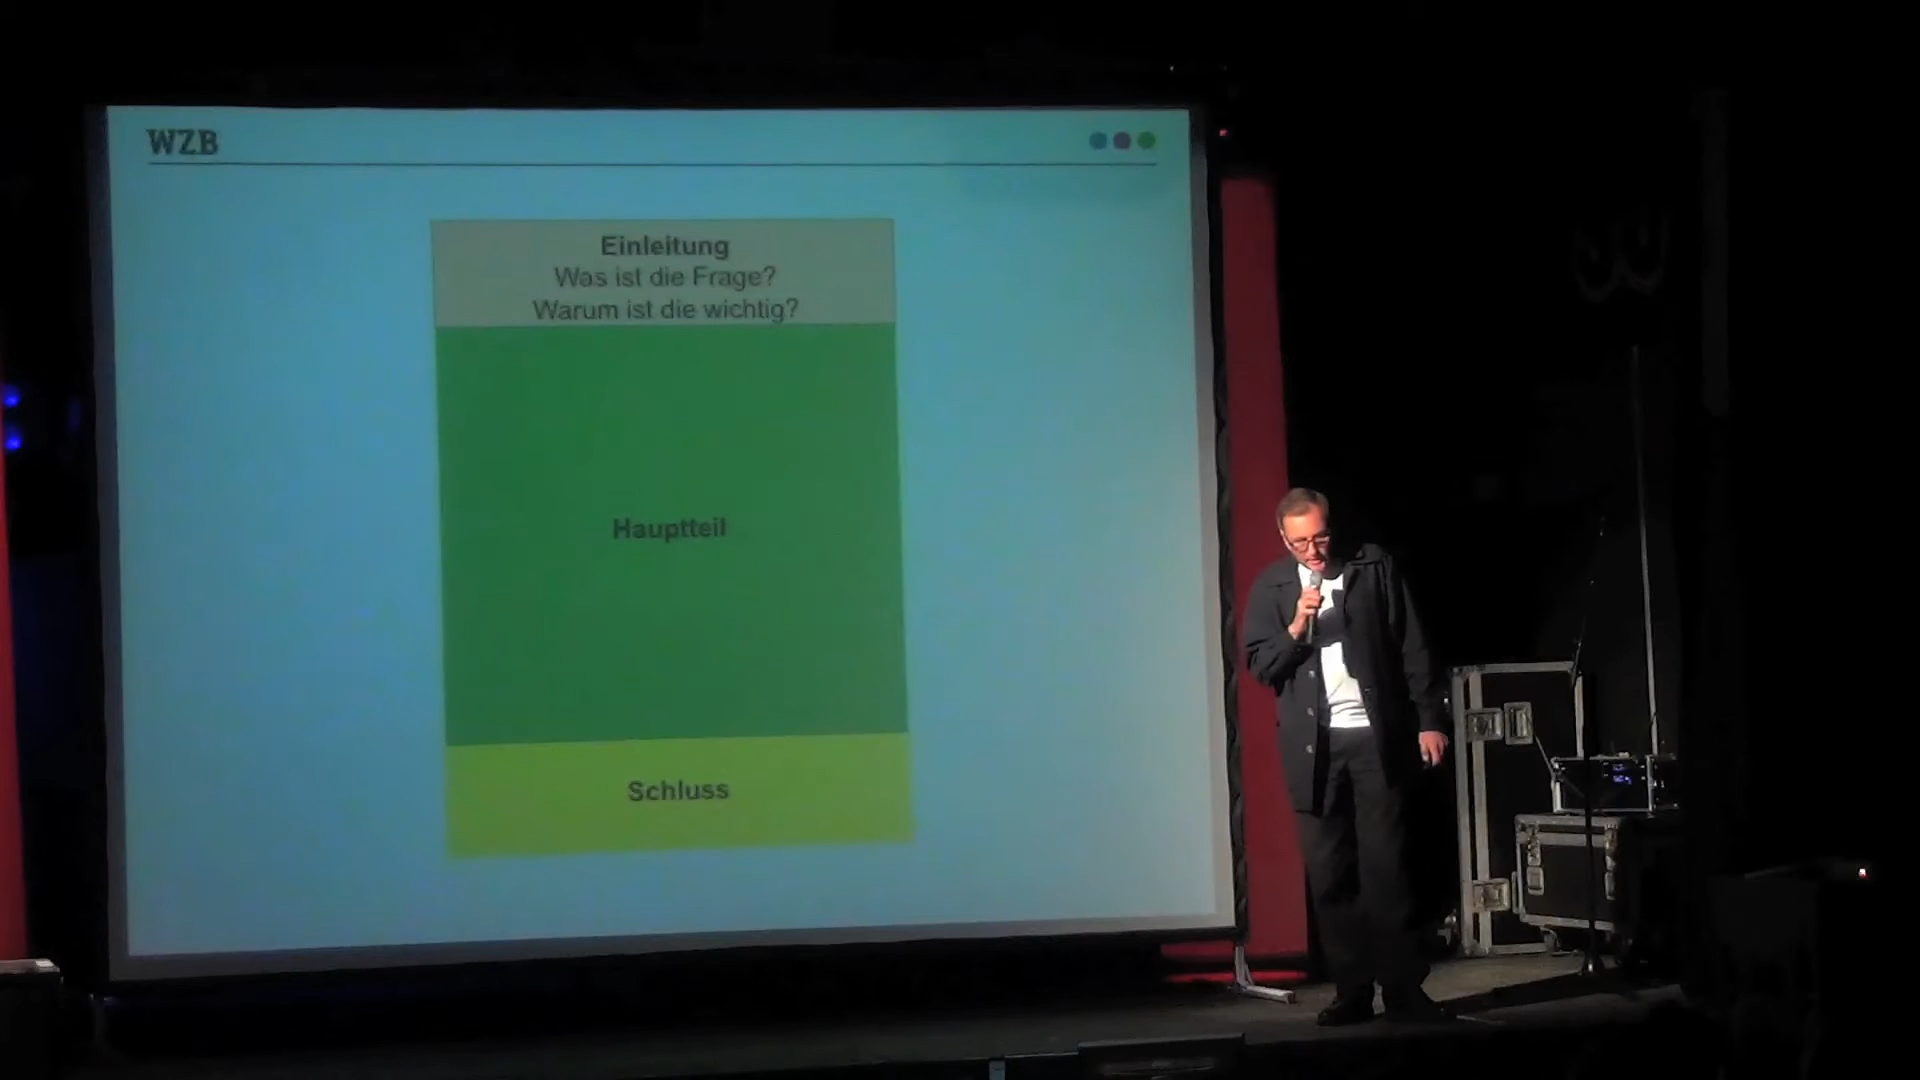 WZB
Einleitung
Was ist die Frage?
Warum ist die wichtig?
Hauptteil
Schluss